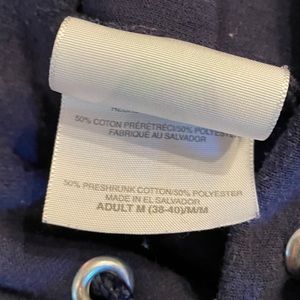 50% COTON PRÉRÉTRÉCI/50% POLYESTER
FABRIQUÉ AU SALVADOR
50% PRESHRUNK COTTON/50% POLYESTER
MADE IN EL SALVADOR
ADULT M (38-40)/M/M